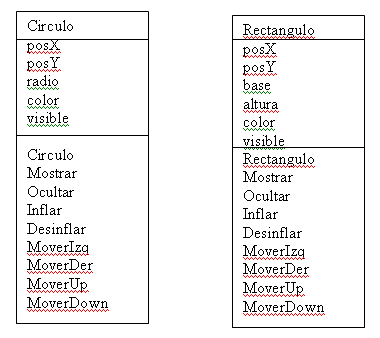 Circulo
posX
posY
radio
color
visible
Circulo
Mostrar
Ocultar
Inflar
Desinflar
MoverIzq
MoverDer
MoverUp
MoverDown
Rectangulo
posX
posY
base
altura
color
visible
Rectangulo
Mostrar
Ocultar
Inflar
Desinflar
MoverIzq
MoverDer
MoverUp
MoverDown